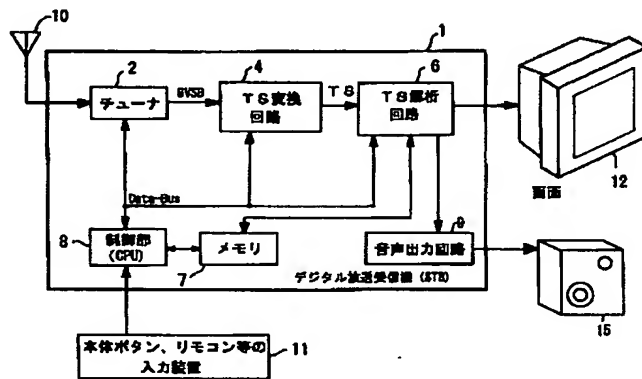 10
1
2
4
6
チューナ
8VSB
TS変換
回路
TS
TS解析
回路
12
画面
Data-Bus
8
制御部
(CPU)
メモリ
7
9
音声出力回路
デジタル放送受信機 (STB)
15
本体ボタン、リモコン等の
入力装置
11